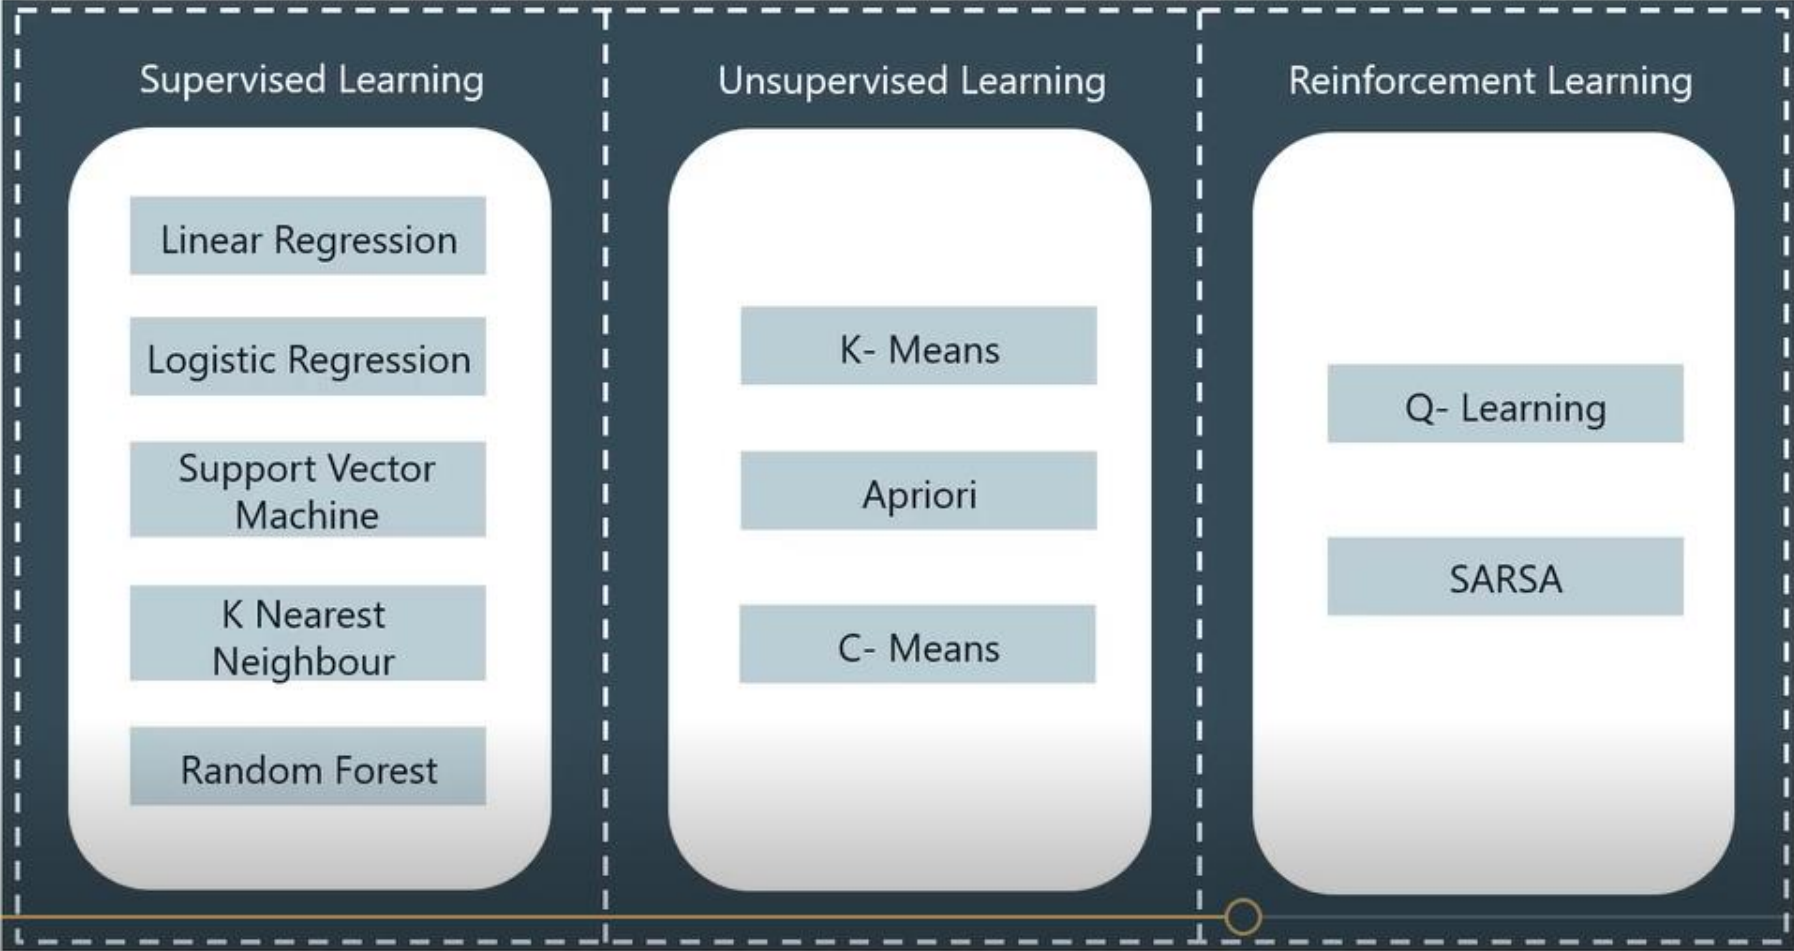 Supervised Learning
Linear Regression
Logistic Regression
Support Vector
Machine
K Nearest
Neighbour
Random Forest
Unsupervised Learning
K- Means
Apriori
C- Means
Reinforcement Learning
Q- Learning
SARSA